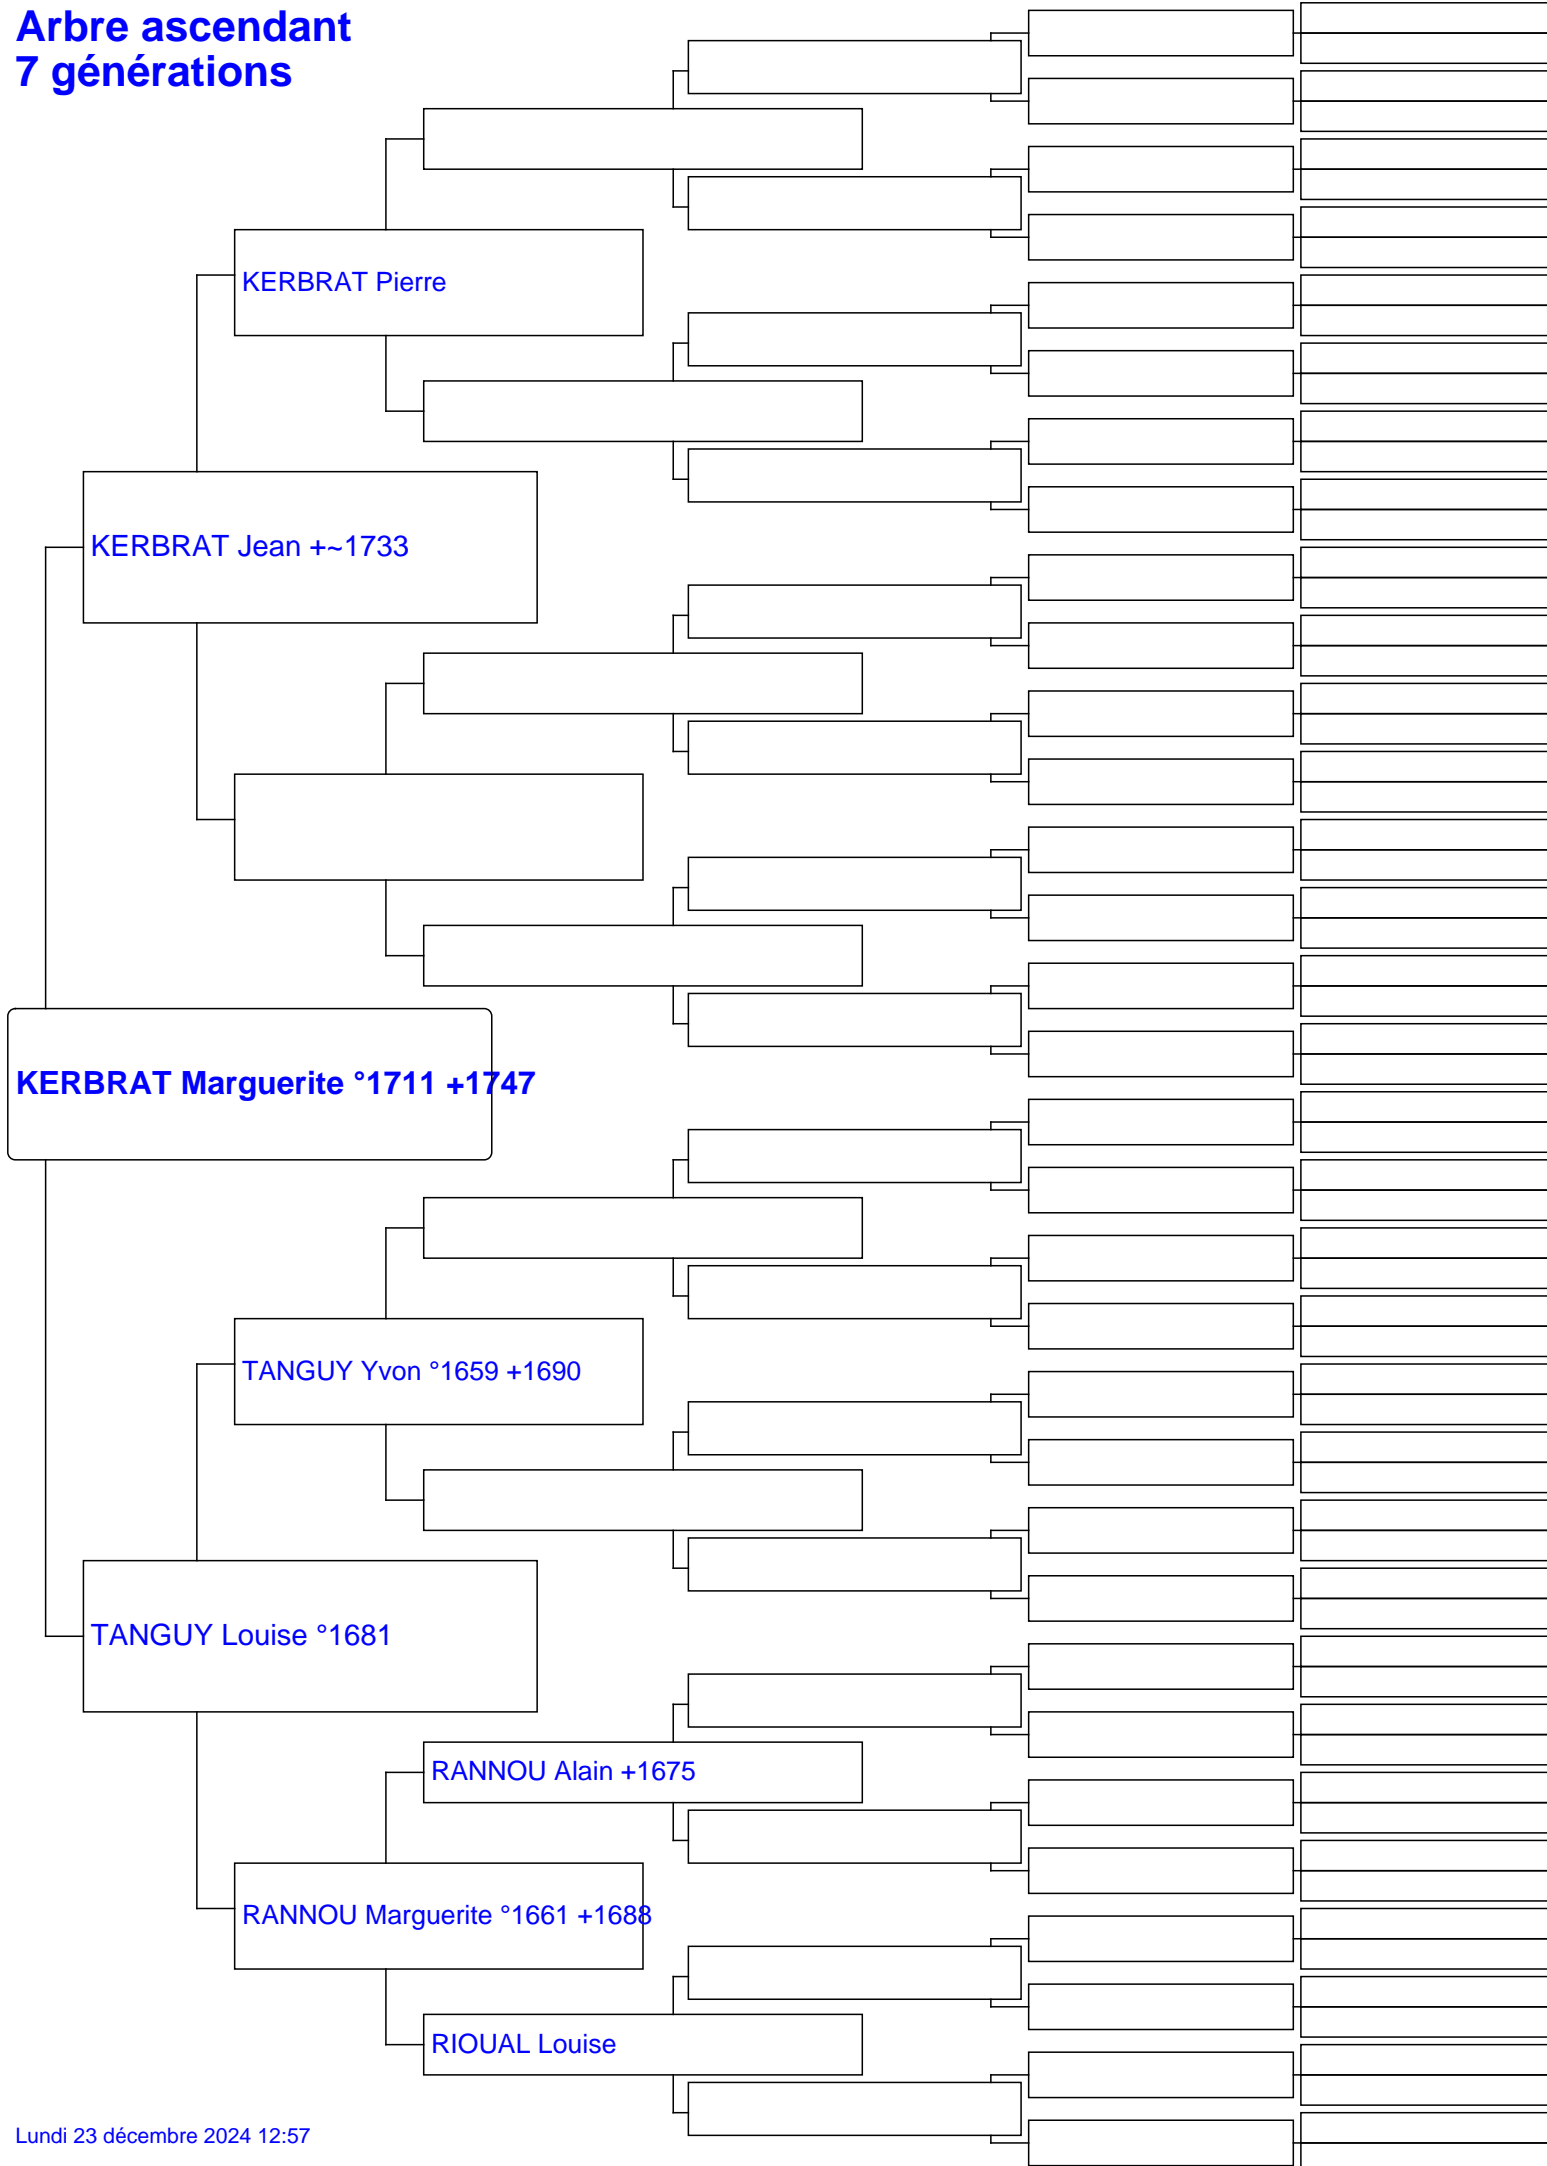 Arbre ascendant
7 générations
KERBRAT Pierre
KERBRAT Jean +~1733
KERBRAT Marguerite °1711 +1747
TANGUY Yvon °1659 +1690
TANGUY Louise °1681
RANNOU Alain +1675
RANNOU Marguerite °1661 +1688
RIOUAL Louise
Lundi 23 décembre 2024 12:57